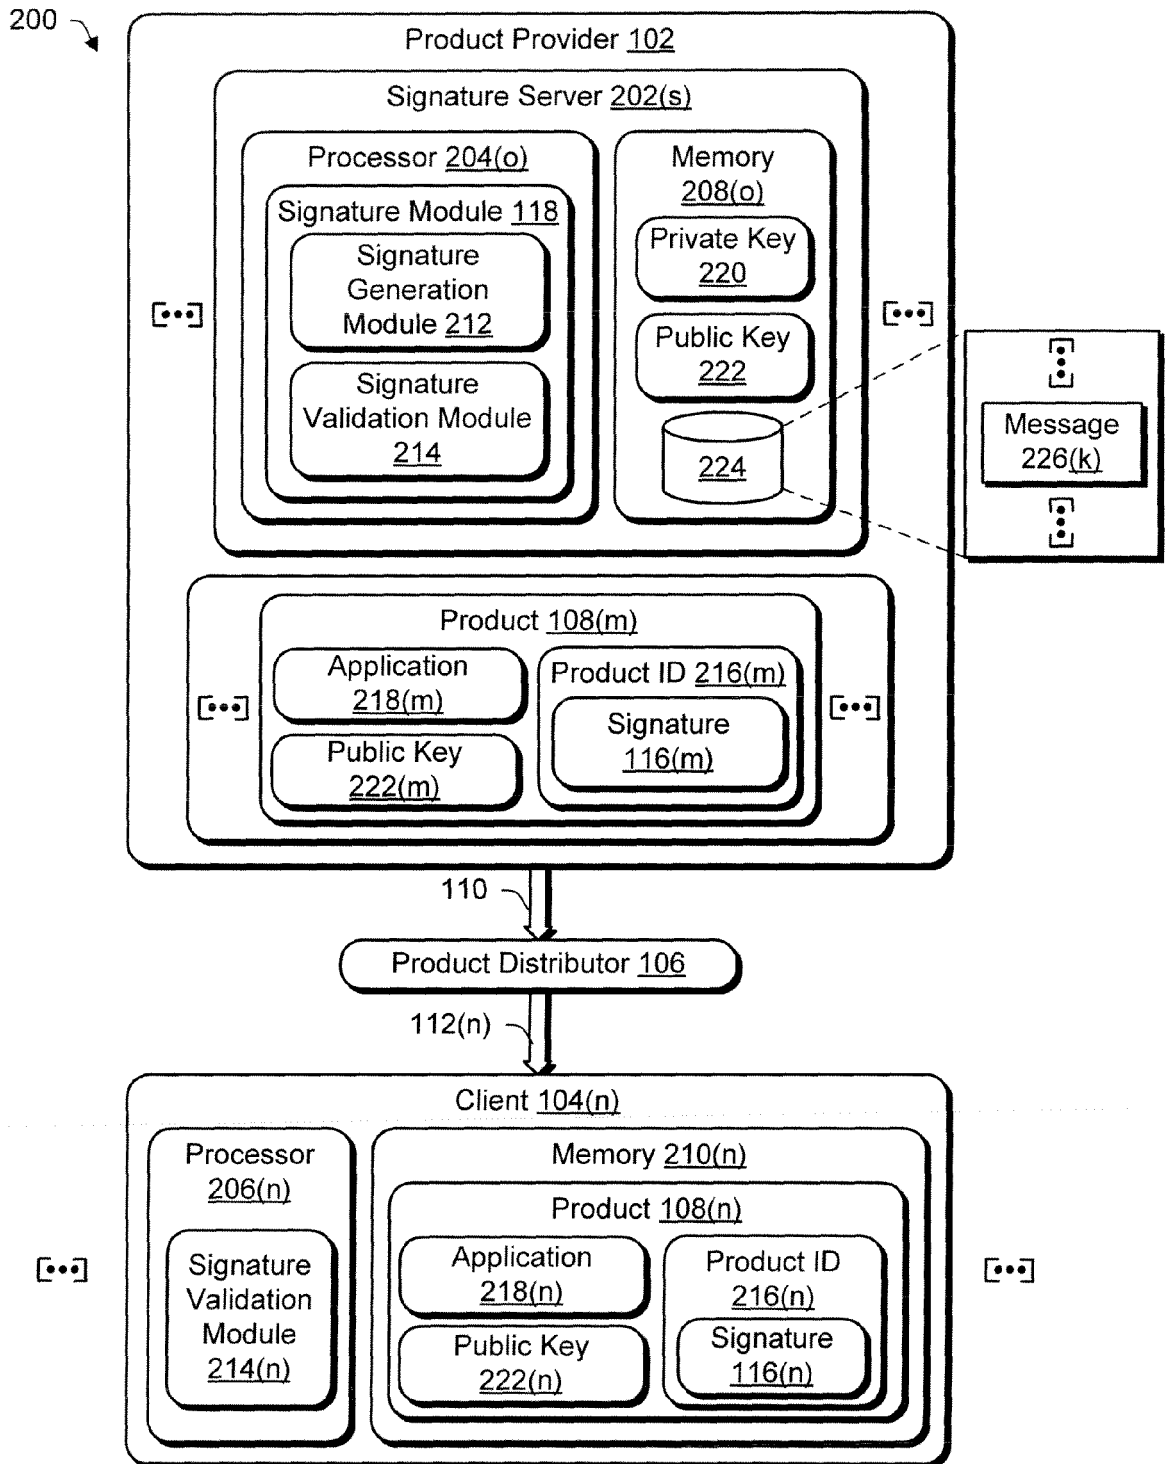 200
Product Provider 102
Signature Server 202(s)
Processor 204(o)
Signature Module 118
Signature
Generation
Module 212
Signature
Validation Module
214
Memory
208(o)
Private Key
220
Public Key
222
224
[•••]
[•••]
[•••]
Message
226(k)
[•••]
Product 108(m)
Application
218(m)
Public Key
222(m)
Product ID 216(m)
Signature
116(m)
[•••]
[•••]
110
Product Distributor 106
112(n)
Client 104(n)
Processor
206(n)
Signature
Validation
Module
214(n)
Memory 210(n)
Product 108(n)
Application
218(n)
Public Key
222(n)
Product ID
216(n)
Signature
116(n)
[•••]
[•••]